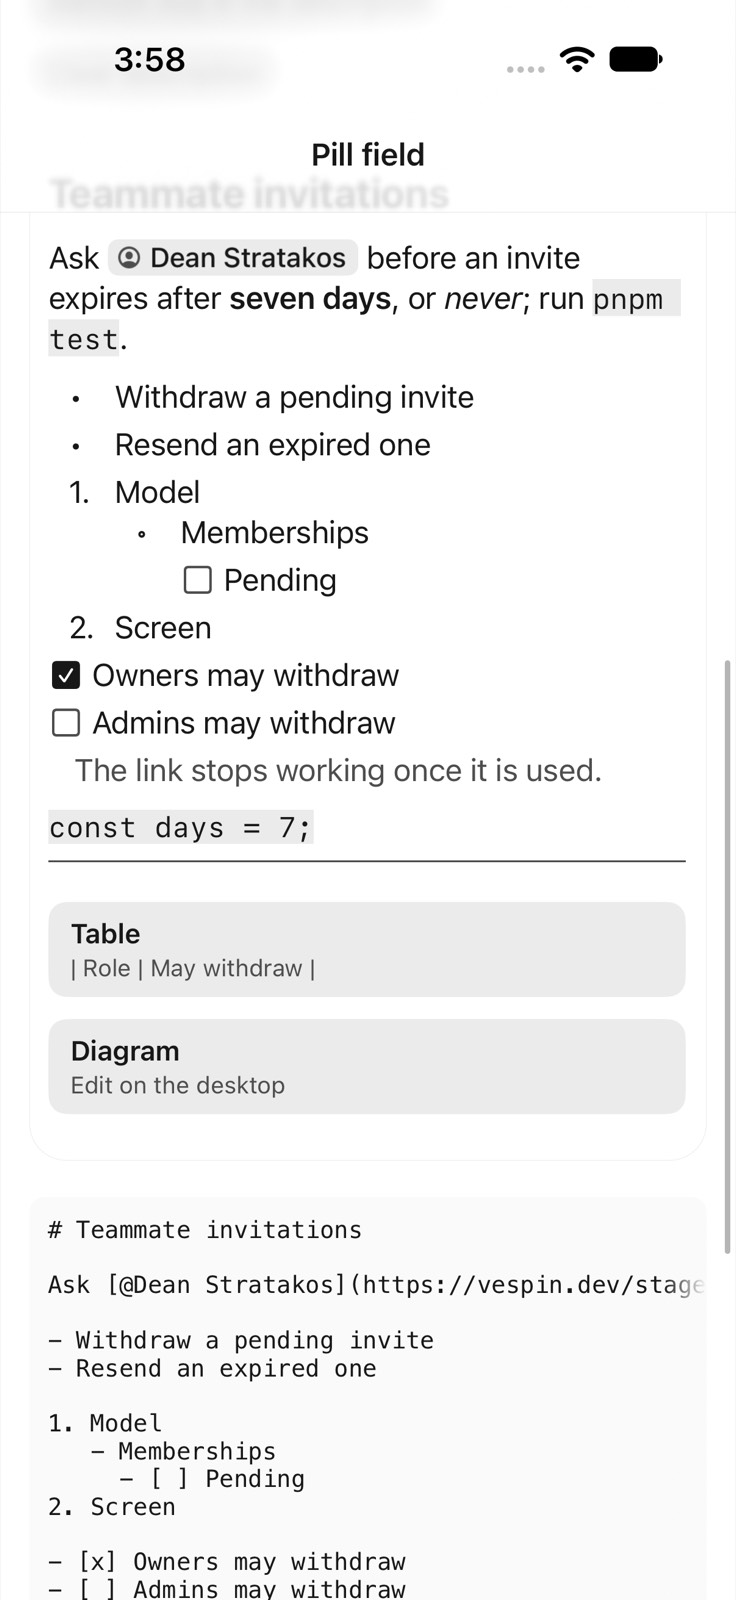 3:58
Pill field
Teammate invitations
Ask Dean Stratakos before an invite
expires after seven days, or never; run pnpm
test.
• Withdraw a pending invite
• Resend an expired one
1. Model
◦ Memberships
Pending
2. Screen
Owners may withdraw
Admins may withdraw
The link stops working once it is used.
const days = 7;
Table
| Role | May withdraw |
Diagram
Edit on the desktop
# Teammate invitations
Ask [@Dean Stratakos](https://vespin.dev/stage
- Withdraw a pending invite
- Resend an expired one
1. Model
- Memberships
- [ ] Pending
2. Screen
- [x] Owners may withdraw
- [ ] Admins may withdraw